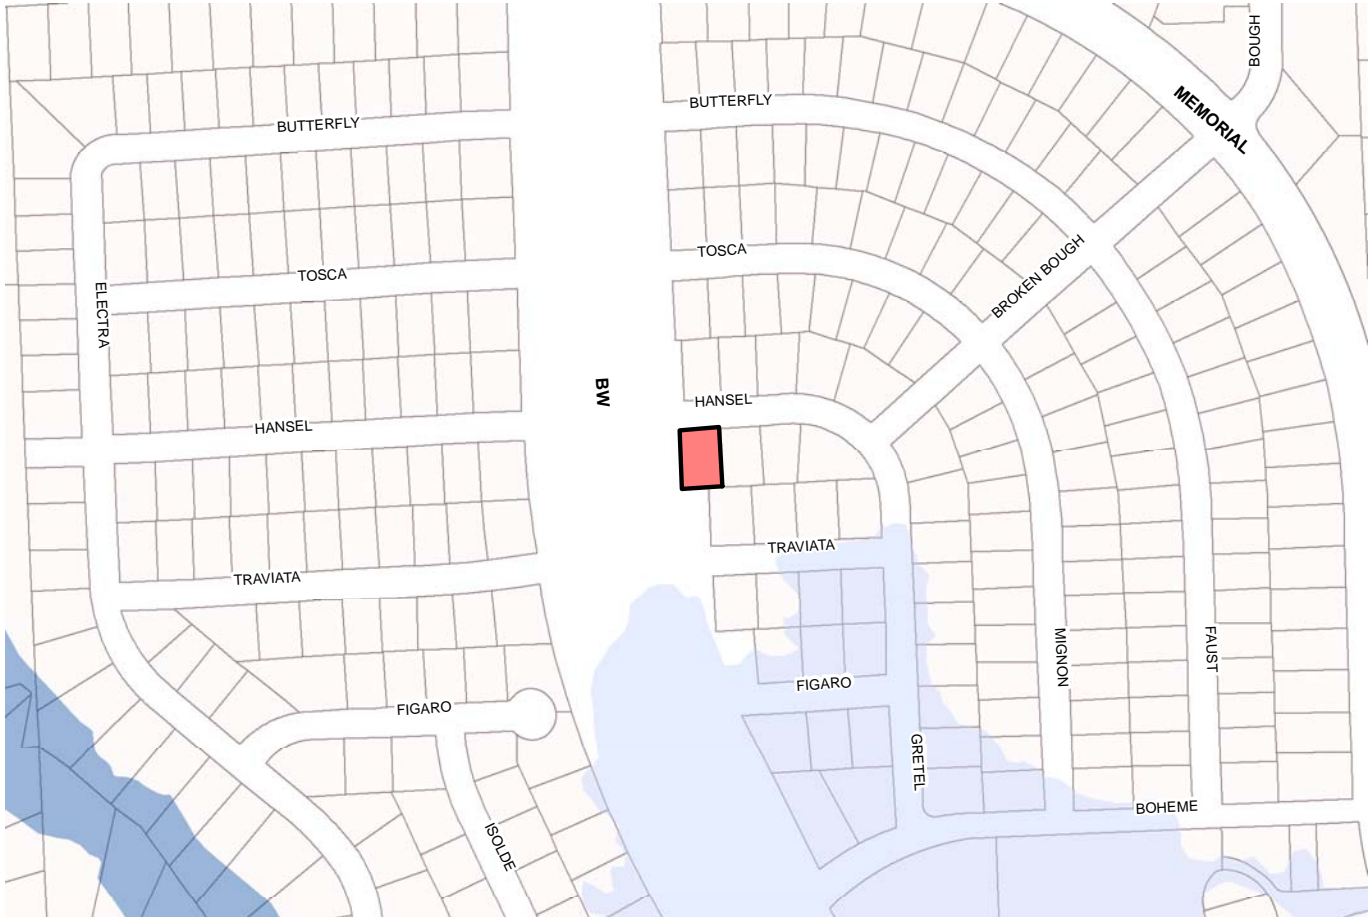 BOUGH
MEMORIAL
BUTTERFLY
BUTTERFLY
TOSCA
BROKEN BOUGH
TOSCA
ELECTRA
BW
HANSEL
HANSEL
TRAVIATA
TRAVIATA
MIGNON
FAUST
FIGARO
FIGARO
GRETEL
BOHEME
ISOLDE